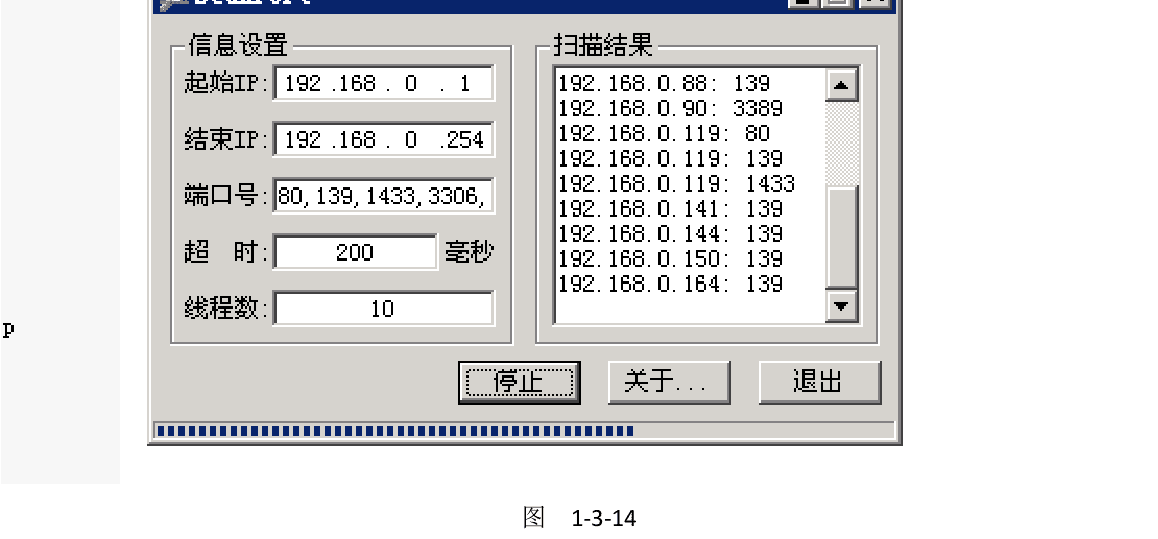 信息设置
起始IP: 192 .168 . 0 . 1
结束IP: 192 .168 . 0 .254
端口号: 80,139,1433,3306,
超 时: 200 毫秒
线程数: 10
扫描结果
192.168.0.88: 139
192.168.0.90: 3389
192.168.0.119: 80
192.168.0.119: 139
192.168.0.119: 1433
192.168.0.141: 139
192.168.0.144: 139
192.168.0.150: 139
192.168.0.164: 139
停止 关于... 退出
p
图 1-3-14